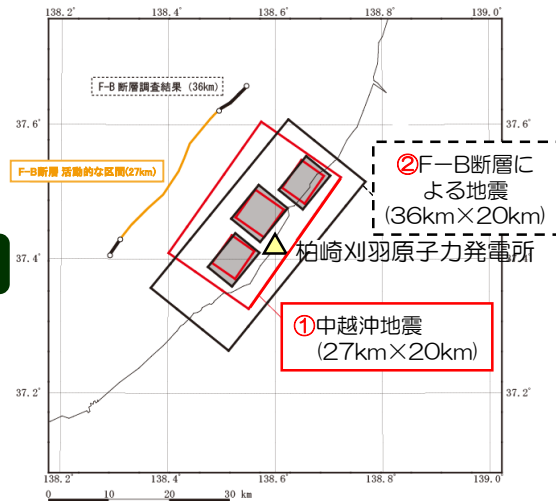 138.2°
138.4°
138.6°
138.8°
139.0°
F-B 断層調査結果 (36km)
37.6°
37.6°
②F－B断層に
よる地震
(36km×20km)
F-B断層 活動的な区間(27km)
柏崎刈羽原子力発電所
37.4°
37.4°
①中越沖地震
(27km×20km)
37.2°
37.2°
138.2°
138.4°
138.6°
138.8°
139.0°
0 10 20 30 km